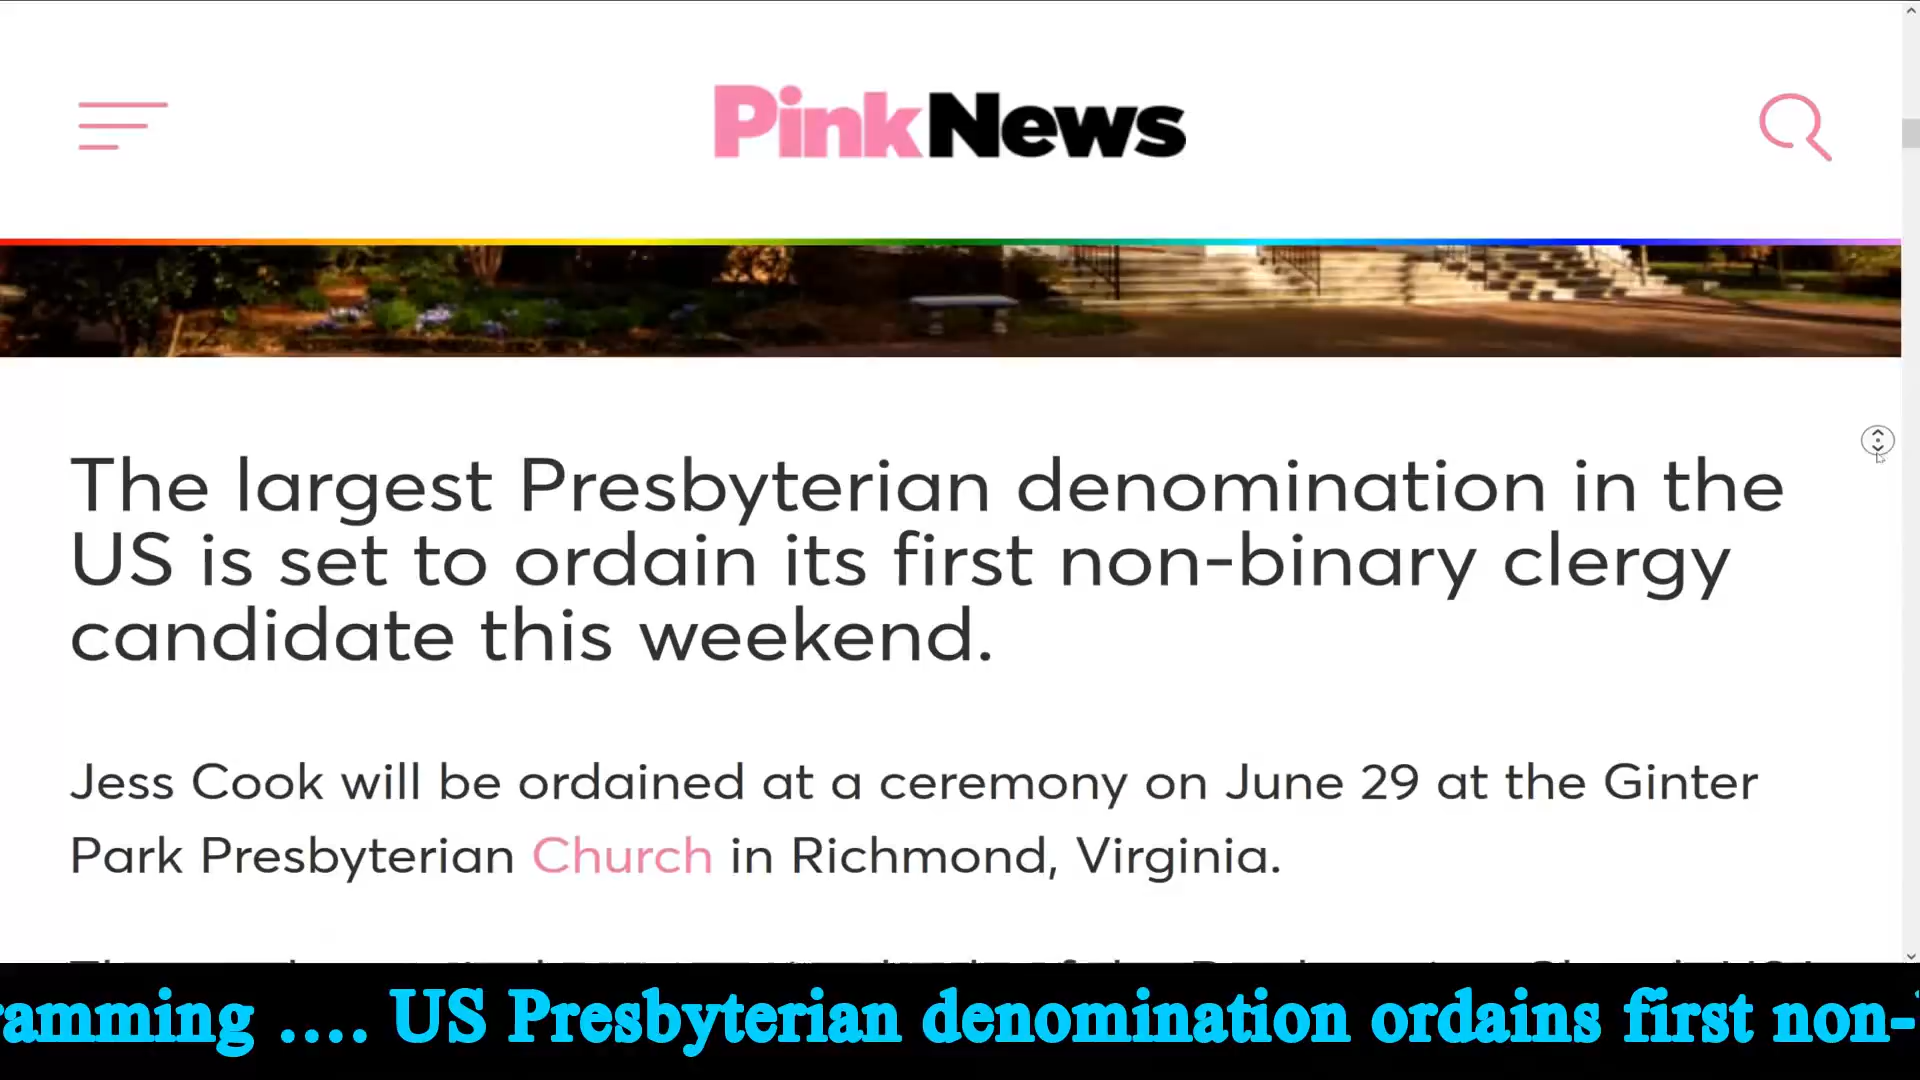 PinkNews
The largest Presbyterian denomination in the
US is set to ordain its first non-binary clergy
candidate this weekend.
Jess Cook will be ordained at a ceremony on June 29 at the Ginter
Park Presbyterian Church in Richmond, Virginia.
ramming .... US Presbyterian denomination ordains first non-